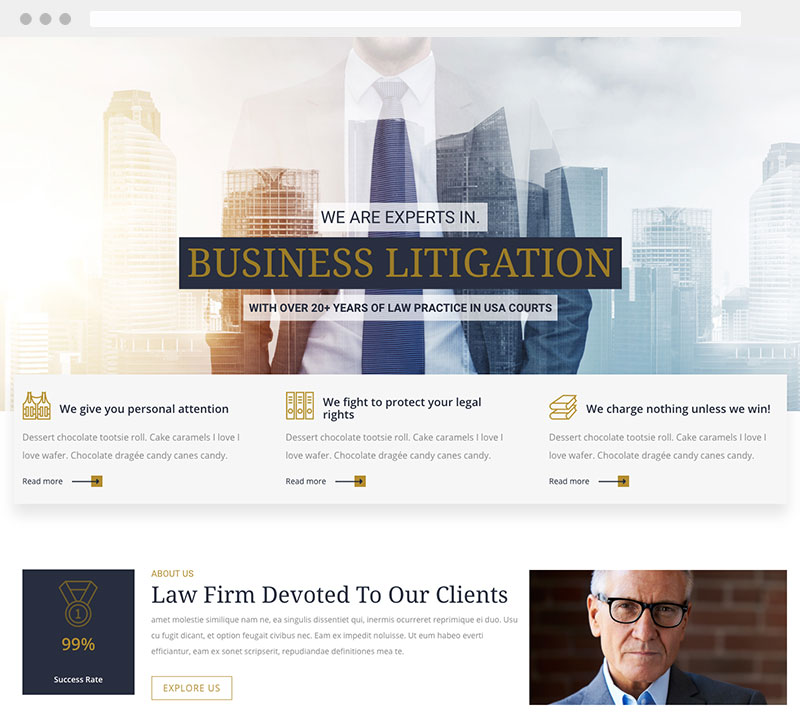 WE ARE EXPERTS IN.
BUSINESS LITIGATION
WITH OVER 20+ YEARS OF LAW PRACTICE IN USA COURTS
We give you personal attention
Dessert chocolate tootsie roll. Cake caramels I love I
love wafer. Chocolate dragée candy canes candy.
Read more
We fight to protect your legal
rights
Dessert chocolate tootsie roll. Cake caramels I love I
love wafer. Chocolate dragée candy canes candy.
Read more
We charge nothing unless we win!
Dessert chocolate tootsie roll. Cake caramels I love I
love wafer. Chocolate dragée candy canes candy.
Read more
1
99%
Success Rate
ABOUT US
Law Firm Devoted To Our Clients
amet molestie similique nam ne, ea singulis dissentiet qui, inermis ocurreret reprimique ei duo. Usu
cu fugit dicant, et option feugait civibus nec. Eam ex impedit noluisse. Ut eum habeo everti
efficiantur, eam ex sonet scripserit, repudiandae definitiones mea te.
EXPLORE US